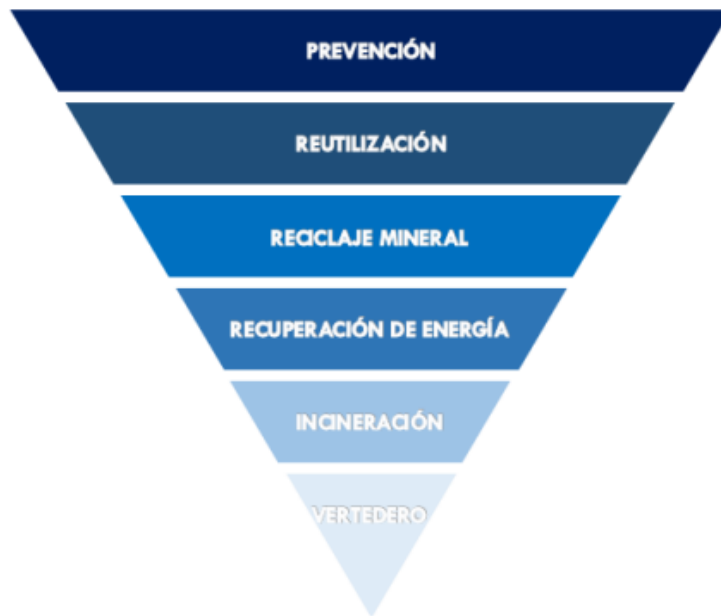 PREVENCIÓN
REUTILIZACIÓN
RECICLAJE MINERAL
RECUPERACIÓN DE ENERGÍA
INCINERACIÓN
VERTEDERO